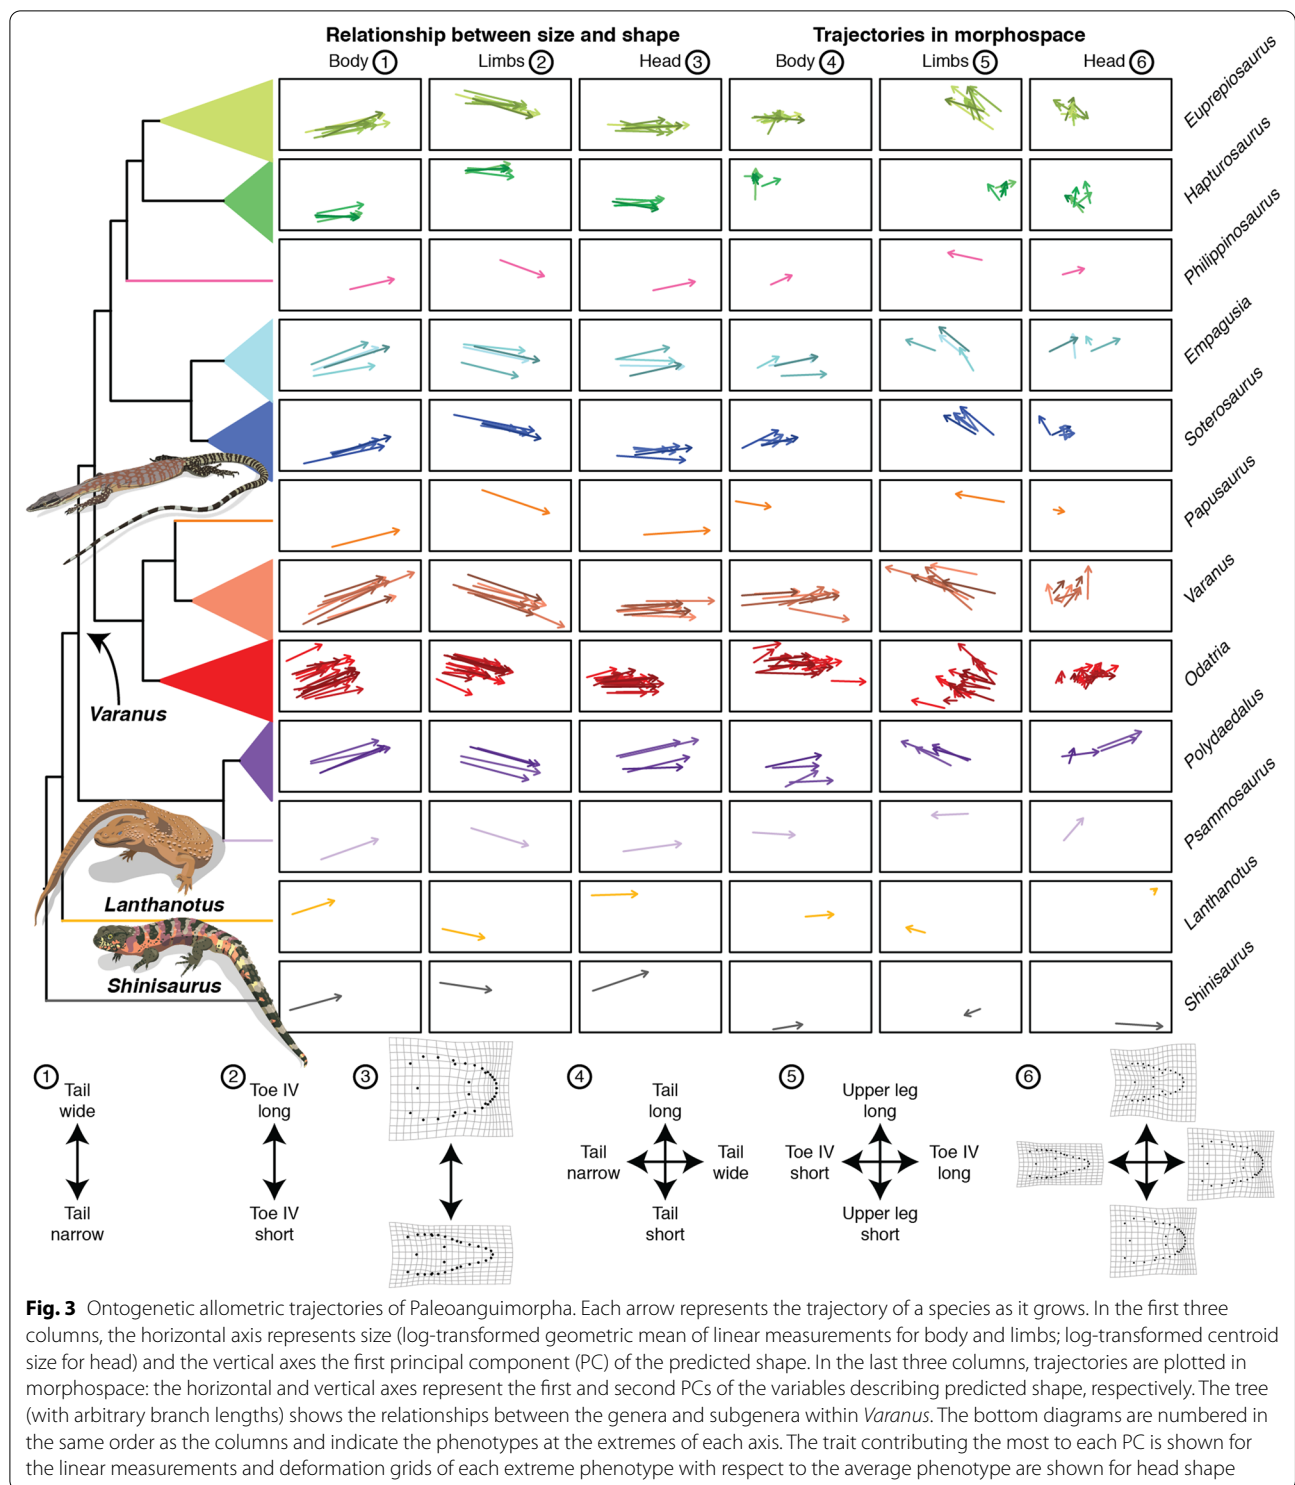 Relationship between size and shape
Trajectories in morphospace
Body 1
Limbs 2
Head 3
Body 4
Limbs 5
Head 6
Euprepiosaurus
Hapturosaurus
Philippinosaurus
Empagusia
Soterosaurus
Papusaurus
Varanus
Odatria
Polydaedalus
Psammosaurus
Lanthanotus
Shinisaurus
Varanus
Lanthanotus
Shinisaurus
1
Tail
wide
Tail
narrow
2
Toe IV
long
Toe IV
short
3
4
Tail
long
Tail
narrow
Tail
wide
Tail
short
5
Upper leg
long
Toe IV
short
Toe IV
long
Upper leg
short
6
Fig. 3 Ontogenetic allometric trajectories of Paleoanguimorpha. Each arrow represents the trajectory of a species as it grows. In the first three
columns, the horizontal axis represents size (log-transformed geometric mean of linear measurements for body and limbs; log-transformed centroid
size for head) and the vertical axes the first principal component (PC) of the predicted shape. In the last three columns, trajectories are plotted in
morphospace: the horizontal and vertical axes represent the first and second PCs of the variables describing predicted shape, respectively. The tree
(with arbitrary branch lengths) shows the relationships between the genera and subgenera within Varanus. The bottom diagrams are numbered in
the same order as the columns and indicate the phenotypes at the extremes of each axis. The trait contributing the most to each PC is shown for
the linear measurements and deformation grids of each extreme phenotype with respect to the average phenotype are shown for head shape